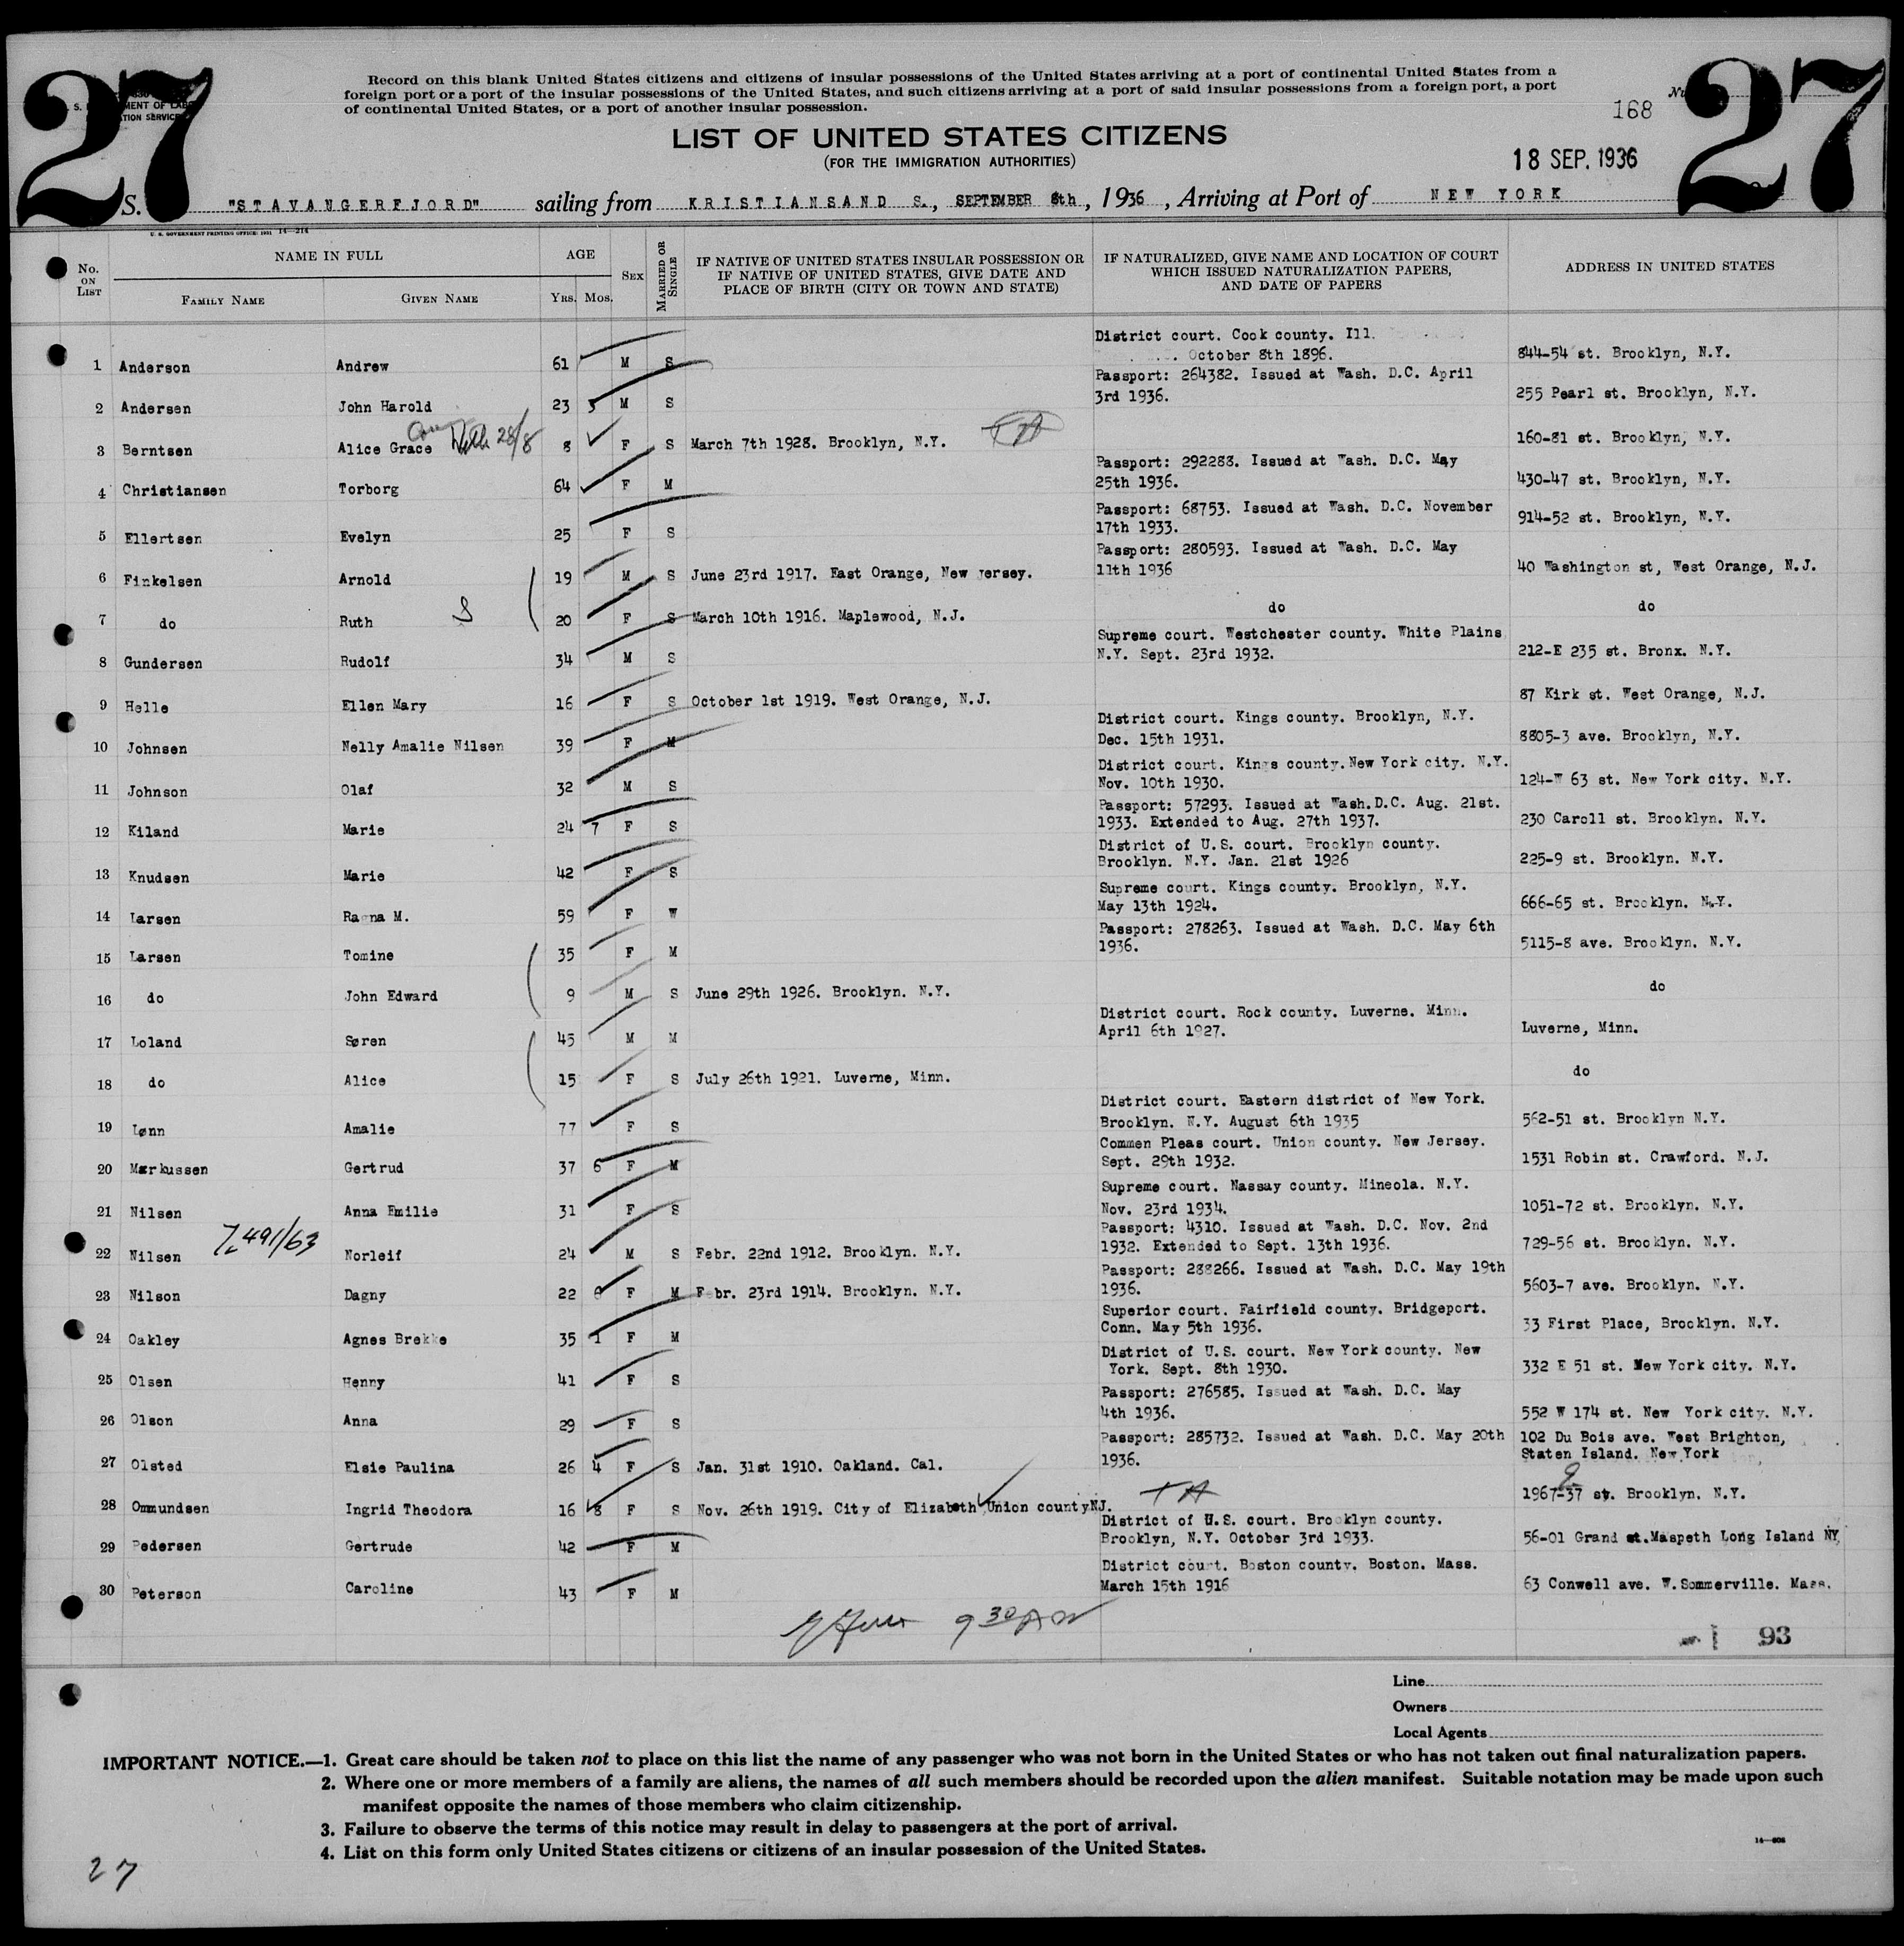 27
27
Record on this blank United States citizens and citizens of insular possessions of the United States arriving at a port of continental United States from a
foreign port or a port of the insular possessions of the United States, and such citizens arriving at a port of said insular possessions from a foreign port, a port
of continental United States, or a port of another insular possession.
168
LIST OF UNITED STATES CITIZENS
(FOR THE IMMIGRATION AUTHORITIES)
18 SEP. 1936
S. "STAVANGERFJORD" sailing from KRISTIANSAND S., SEPTEMBER 8th, 1936, Arriving at Port of NEW YORK
U. S. GOVERNMENT PRINTING OFFICE: 1931 14—214
No. ON LIST NAME IN FULL FAMILY NAME GIVEN NAME AGE YRS. MOS. SEX MARRIED OR SINGLE IF NATIVE OF UNITED STATES INSULAR POSSESSION OR IF NATIVE OF UNITED STATES, GIVE DATE AND PLACE OF BIRTH (CITY OR TOWN AND STATE) IF NATURALIZED, GIVE NAME AND LOCATION OF COURT WHICH ISSUED NATURALIZATION PAPERS, AND DATE OF PAPERS ADDRESS IN UNITED STATES
1 Anderson Andrew 61 M S District court. Cook county. Ill. October 8th 1896. 844-54 st. Brooklyn, N.Y.
2 Andersen John Harold 23 3 M S Passport: 264382. Issued at Wash. D.C. April 3rd 1936. 255 Pearl st. Brooklyn, N.Y.
3 Berntsen Alice Grace 28/8 8 F S March 7th 1928. Brooklyn, N.Y. TA 160-81 st. Brooklyn, N.Y.
4 Christiansen Torborg 64 F M Passport: 292283. Issued at Wash. D.C. May 25th 1936. 430-47 st. Brooklyn, N.Y.
5 Ellertsen Evelyn 25 F S Passport: 68753. Issued at Wash. D.C. November 17th 1933. 914-52 st. Brooklyn, N.Y.
6 Finkelsen Arnold 19 M S June 23rd 1917. East Orange, New Jersey. Passport: 280593. Issued at Wash. D.C. May 11th 1936 40 Washington st, West Orange, N.J.
7 do Ruth 20 F S March 10th 1916. Maplewood, N.J. do do
8 Gundersen Rudolf 34 M S Supreme court. Westchester county. White Plains N.Y. Sept. 23rd 1932. 212-E 235 st. Bronx. N.Y.
9 Helle Ellen Mary 16 F S October 1st 1919. West Orange, N.J. 87 Kirk st. West Orange, N.J.
10 Johnsen Nelly Amalie Nilsen 39 F M District court. Kings county. Brooklyn, N.Y. Dec. 15th 1931. 8805-3 ave. Brooklyn, N.Y.
11 Johnson Olaf 32 M S District court. Kings county. New York city. N.Y. Nov. 10th 1930. 124-W 63 st. New York city. N.Y.
12 Kiland Marie 24 7 F S Passport: 57293. Issued at Wash.D.C. Aug. 21st. 1933. Extended to Aug. 27th 1937. 230 Caroll st. Brooklyn. N.Y.
13 Knudsen Marie 42 F S District of U.S. court. Brooklyn county. Brooklyn. N.Y. Jan. 21st 1926 225-9 st. Brooklyn. N.Y.
14 Larsen Ragna M. 59 F W Supreme court. Kings county. Brooklyn, N.Y. May 13th 1924. 666-65 st. Brooklyn. N.Y.
15 Larsen Tomine 35 F M Passport: 278263. Issued at Wash. D.C. May 6th 1936. 5115-8 ave. Brooklyn. N.Y.
16 do John Edward 9 M S June 29th 1926. Brooklyn. N.Y. do
17 Loland Søren 45 M M District court. Rock county. Luverne. Minn. April 6th 1927. Luverne, Minn.
18 do Alice 15 F S July 26th 1921. Luverne, Minn. do
19 Lønn Amalie 77 F S District court. Eastern district of New York. Brooklyn. N.Y. August 6th 1935 562-51 st. Brooklyn N.Y.
20 Markussen Gertrud 37 6 F M Commen Pleas court. Union county. New Jersey. Sept. 29th 1932. 1531 Robin st. Crawford. N.J.
21 Nilsen Anna Emilie 31 F S Supreme court. Nassay county. Mineola. N.Y. Nov. 23rd 1934. 1051-72 st. Brooklyn. N.Y.
22 Nilsen Norleif 24 M S Febr. 22nd 1912. Brooklyn. N.Y. Passport: 4310. Issued at Wash. D.C. Nov. 2nd 1932. Extended to Sept. 13th 1936. 729-56 st. Brooklyn. N.Y.
23 Nilson Dagny 22 F M Febr. 23rd 1914. Brooklyn. N.Y. Passport: 288266. Issued at Wash. D.C. May 19th 1936. 5603-7 ave. Brooklyn. N.Y.
24 Oakley Agnes Brekke 35 1 F M Superior court. Fairfield county. Bridgeport. Conn. May 5th 1936. 33 First Place, Brooklyn. N.Y.
25 Olsen Henny 41 F S District of U.S. court. New York county. New York. Sept. 8th 1930. 332 E 51 st. New York city. N.Y.
26 Olson Anna 29 F S Passport: 276585. Issued at Wash. D.C. May 4th 1936. 552 W 174 st. New York city. N.Y.
27 Olsted Elsie Paulina 26 4 F S Jan. 31st 1910. Oakland. Cal. Passport: 285732. Issued at Wash. D.C. May 20th 1936. 102 Du Bois ave. West Brighton, Staten Island. New York
28 Ommundsen Ingrid Theodora 16 8 F S Nov. 26th 1919. City of Elizabeth Union county NJ. TA 1967-37 st. Brooklyn. N.Y.
29 Pedersen Gertrude 42 F M District of U.S. court. Brooklyn county. Brooklyn, N.Y. October 3rd 1933. 56-01 Grand st. Maspeth Long Island NY.
30 Peterson Caroline 43 F M District court. Boston county. Boston. Mass. March 15th 1916 63 Conwell ave. W.Sommerville. Mass.
93
Line
Owners
Local Agents
IMPORTANT NOTICE.—1. Great care should be taken not to place on this list the name of any passenger who was not born in the United States or who has not taken out final naturalization papers.
2. Where one or more members of a family are aliens, the names of all such members should be recorded upon the alien manifest. Suitable notation may be made upon such
manifest opposite the names of those members who claim citizenship.
3. Failure to observe the terms of this notice may result in delay to passengers at the port of arrival.
4. List on this form only United States citizens or citizens of an insular possession of the United States.
27